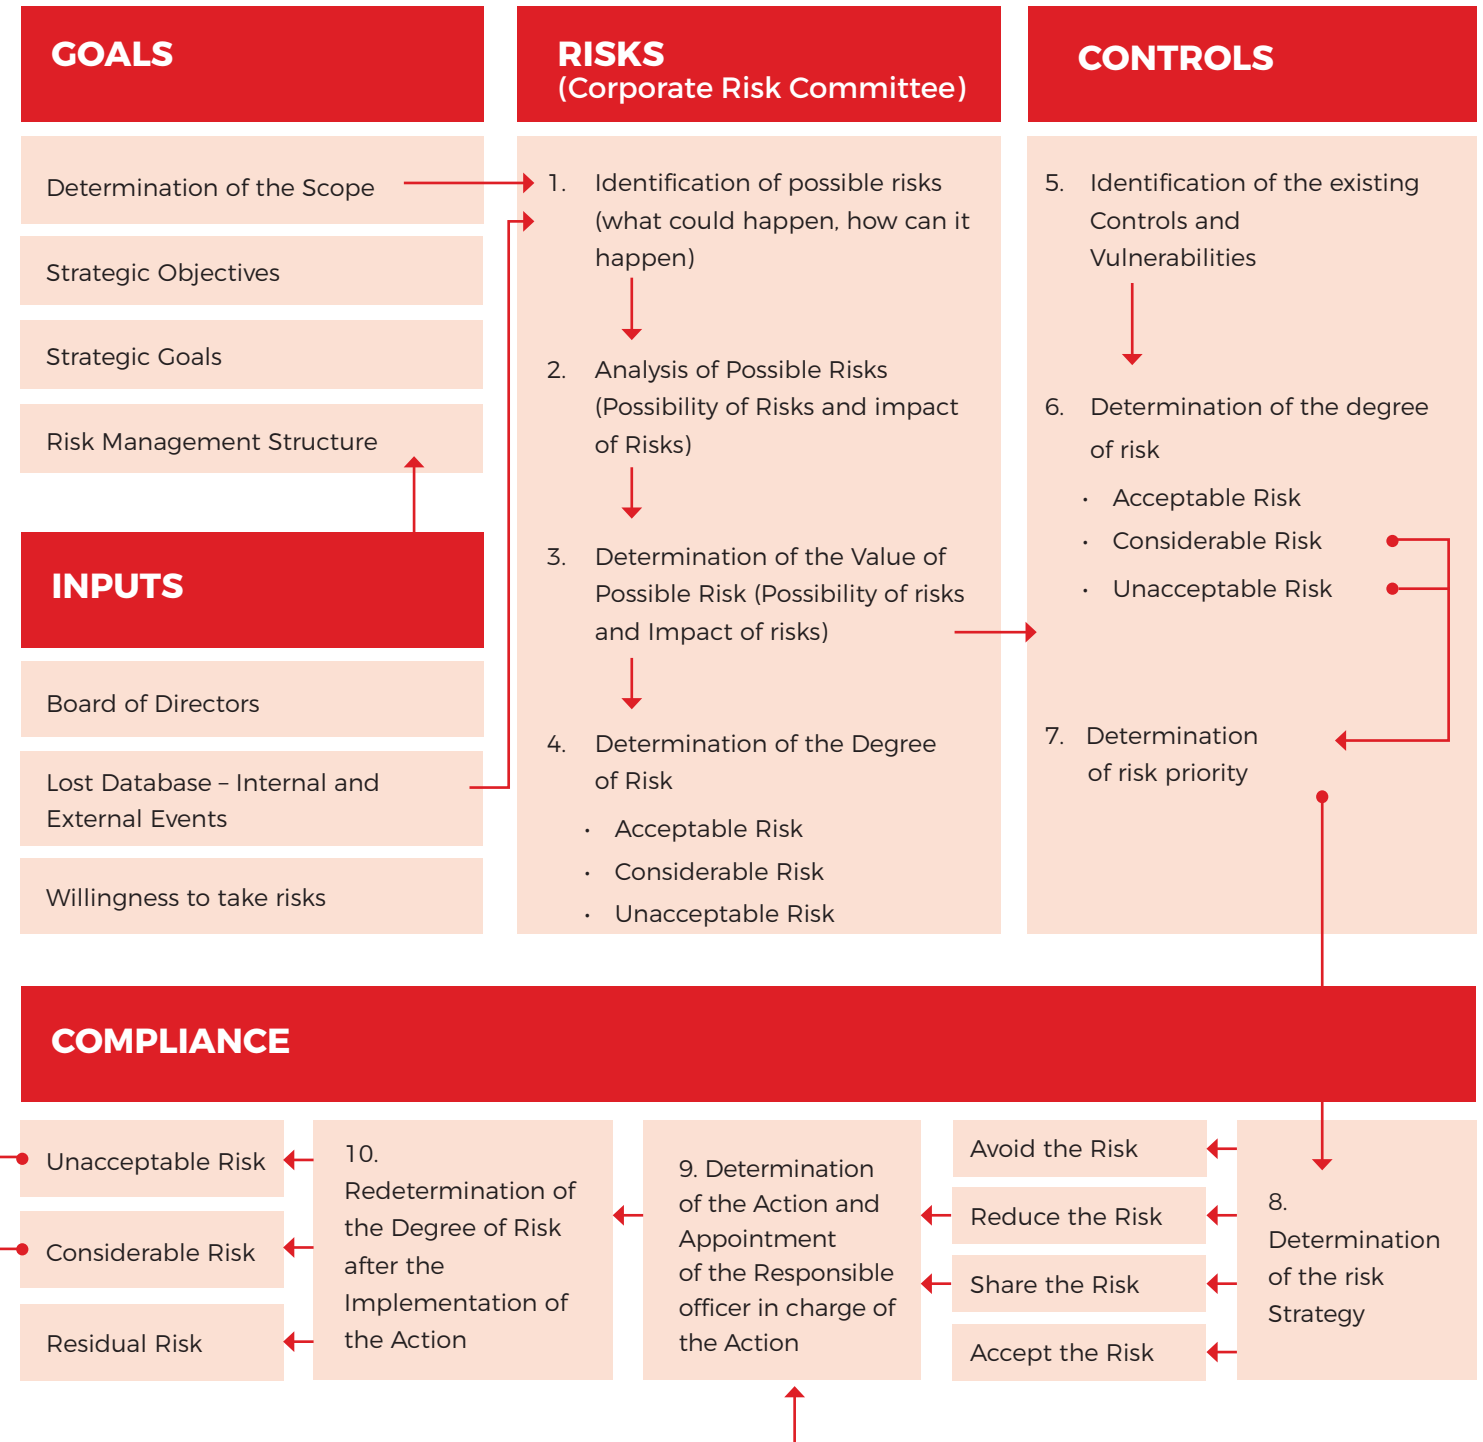 GOALS
Determination of the Scope
Strategic Objectives
Strategic Goals
Risk Management Structure
INPUTS
Board of Directors
Lost Database – Internal and
External Events
Willingness to take risks
RISKS
(Corporate Risk Committee)
1. Identification of possible risks
(what could happen, how can it
happen)
2. Analysis of Possible Risks
(Possibility of Risks and impact
of Risks)
3. Determination of the Value of
Possible Risk (Possibility of risks
and Impact of risks)
4. Determination of the Degree
of Risk
• Acceptable Risk
• Considerable Risk
• Unacceptable Risk
CONTROLS
5. Identification of the existing
Controls and
Vulnerabilities
6. Determination of the degree
of risk
• Acceptable Risk
• Considerable Risk
• Unacceptable Risk
7. Determination
of risk priority
COMPLIANCE
Unacceptable Risk
Considerable Risk
Residual Risk
10.
Redetermination of
the Degree of Risk
after the
Implementation of
the Action
9. Determination
of the Action and
Appointment
of the Responsible
officer in charge of
the Action
Avoid the Risk
Reduce the Risk
Share the Risk
Accept the Risk
8.
Determination
of the risk
Strategy